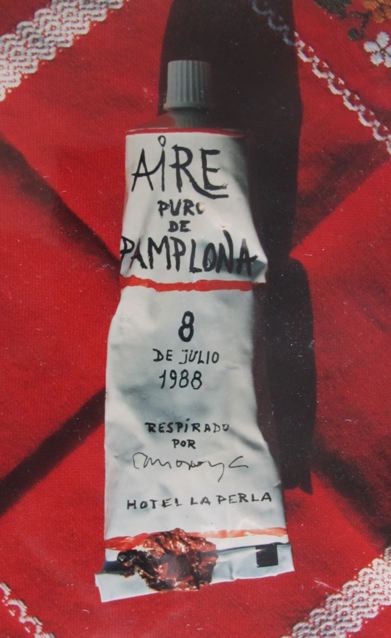 AIRE
PURO
DE
PAMPLONA
8
DE JULIO
1988
RESPIRADO
POR
HOTEL LA PERLA